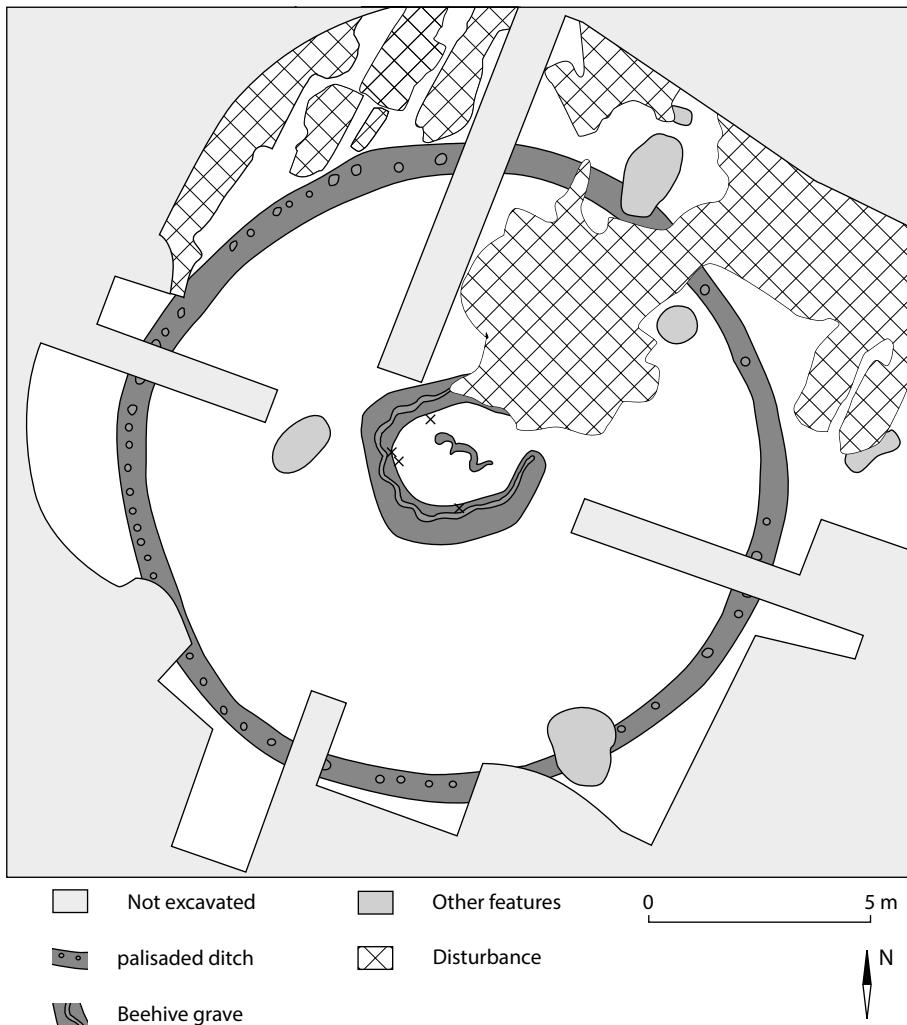 Not excavated
Other features
0 5 m
palisaded ditch
Disturbance
N
Beehive grave